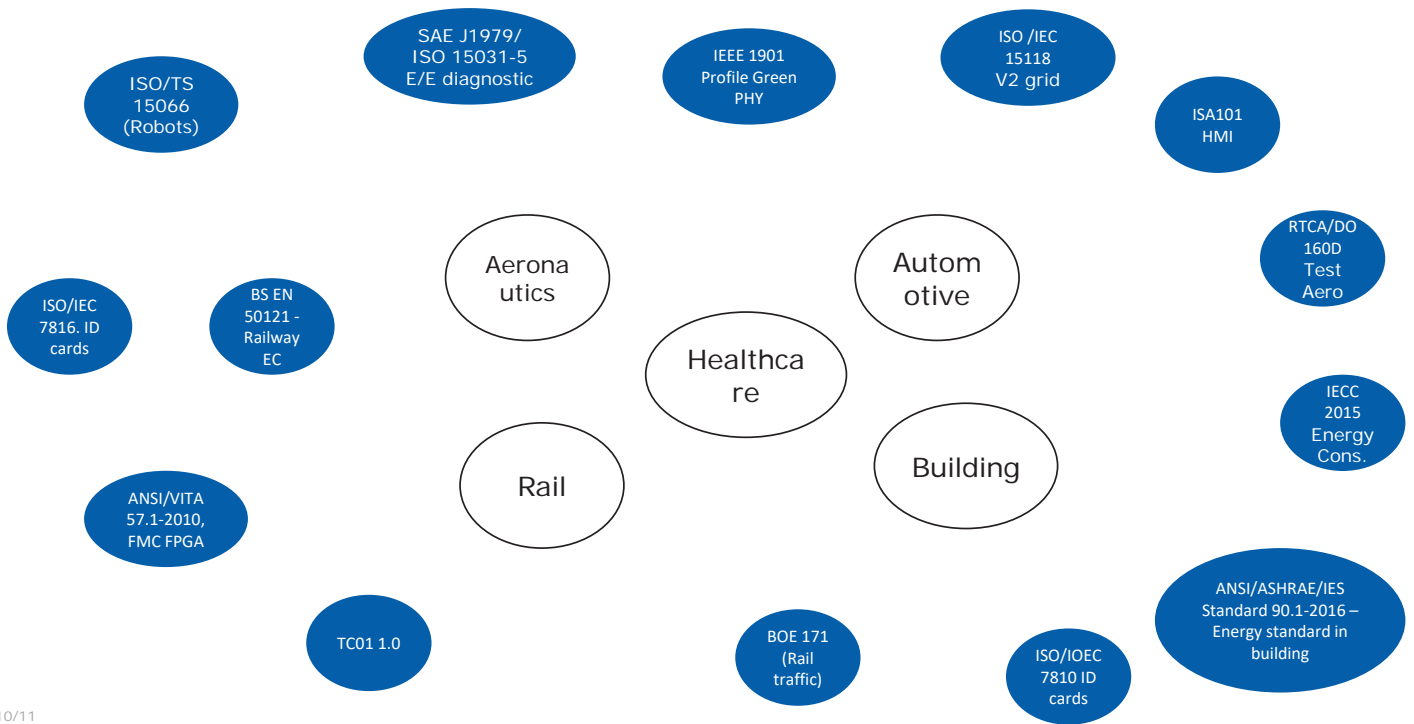 SAE J1979/
ISO 15031-5
E/E diagnostic
ISO /IEC
15118
V2 grid
IEEE 1901
Profile Green
PHY
ISO/TS
15066
(Robots)
ISA101
HMI
RTCA/DO
160D
Test
Aero
Aerona
utics
Autom
otive
ISO/IEC
7816. ID
cards
BS EN
50121 -
Railway
EC
Healthca
re
IECC
2015
Energy
Cons.
Rail
Building
ANSI/VITA
57.1-2010,
FMC FPGA
ANSI/ASHRAE/IES
Standard 90.1-2016 –
Energy standard in
building
TC01 1.0
BOE 171
(Rail
traffic)
ISO/IOEC
7810 ID
cards
0/11